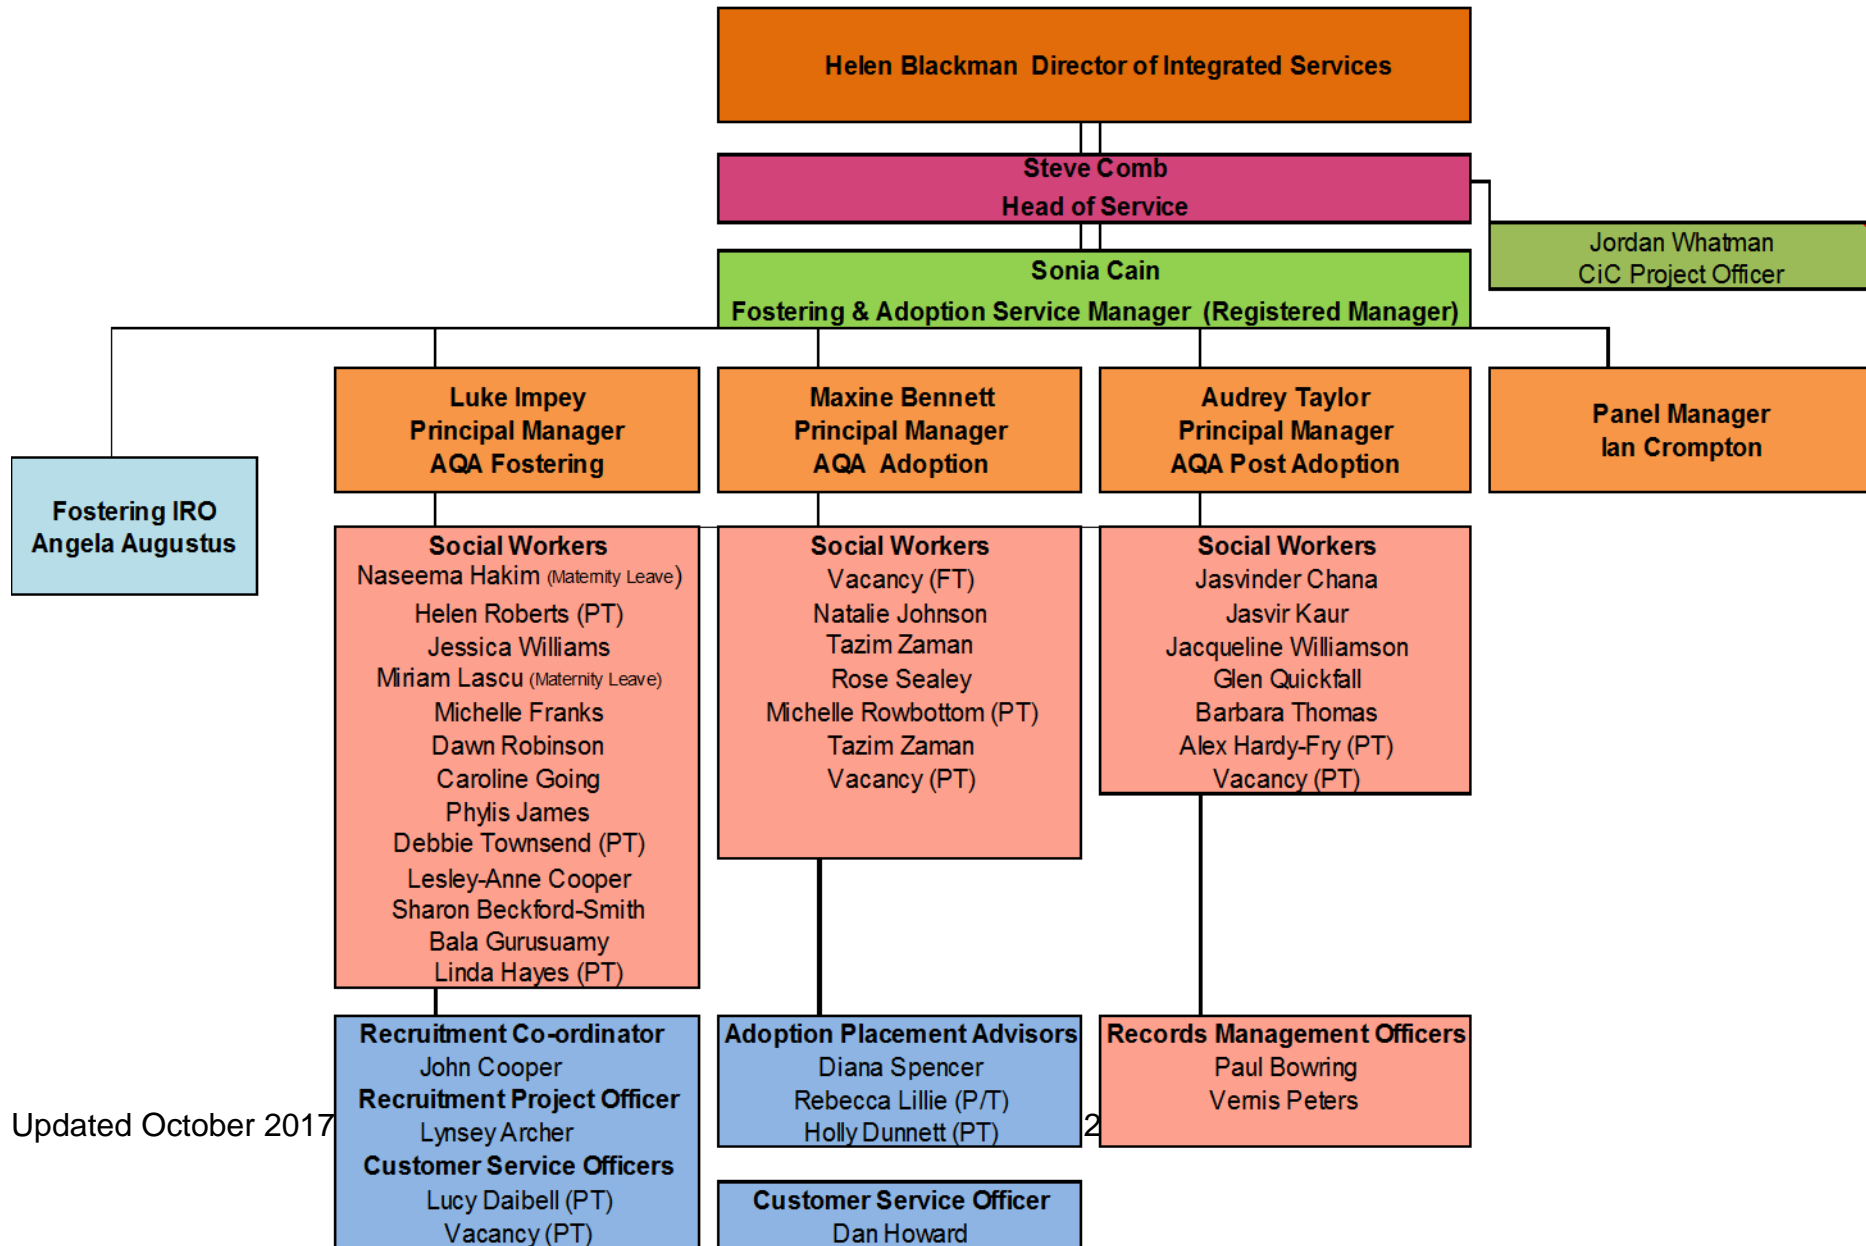 Helen Blackman Director of Integrated Services
Steve Comb
Head of Service
Jordan Whatman
CiC Project Officer
Sonia Cain
Fostering & Adoption Service Manager (Registered Manager)
Fostering IRO
Angela Augustus
Luke Impey
Principal Manager
AQA Fostering
Maxine Bennett
Principal Manager
AQA Adoption
Audrey Taylor
Principal Manager
AQA Post Adoption
Panel Manager
Ian Crompton
Social Workers
Naseema Hakim (Maternity Leave)
Helen Roberts (PT)
Jessica Williams
Miriam Lascu (Maternity Leave)
Michelle Franks
Dawn Robinson
Caroline Going
Phylis James
Debbie Townsend (PT)
Lesley-Anne Cooper
Sharon Beckford-Smith
Bala Gurusuamy
Linda Hayes (PT)
Social Workers
Vacancy (FT)
Natalie Johnson
Tazim Zaman
Rose Sealey
Michelle Rowbottom (PT)
Tazim Zaman
Vacancy (PT)
Social Workers
Jasvinder Chana
Jasvir Kaur
Jacqueline Williamson
Glen Quickfall
Barbara Thomas
Alex Hardy-Fry (PT)
Vacancy (PT)
Recruitment Co-ordinator
John Cooper
Recruitment Project Officer
Lynsey Archer
Customer Service Officers
Lucy Daibell (PT)
Vacancy (PT)
Adoption Placement Advisors
Diana Spencer
Rebecca Lillie (P/T)
Holly Dunnett (PT)
Customer Service Officer
Dan Howard
Records Management Officers
Paul Bowring
Vernis Peters
Updated October 2017
2